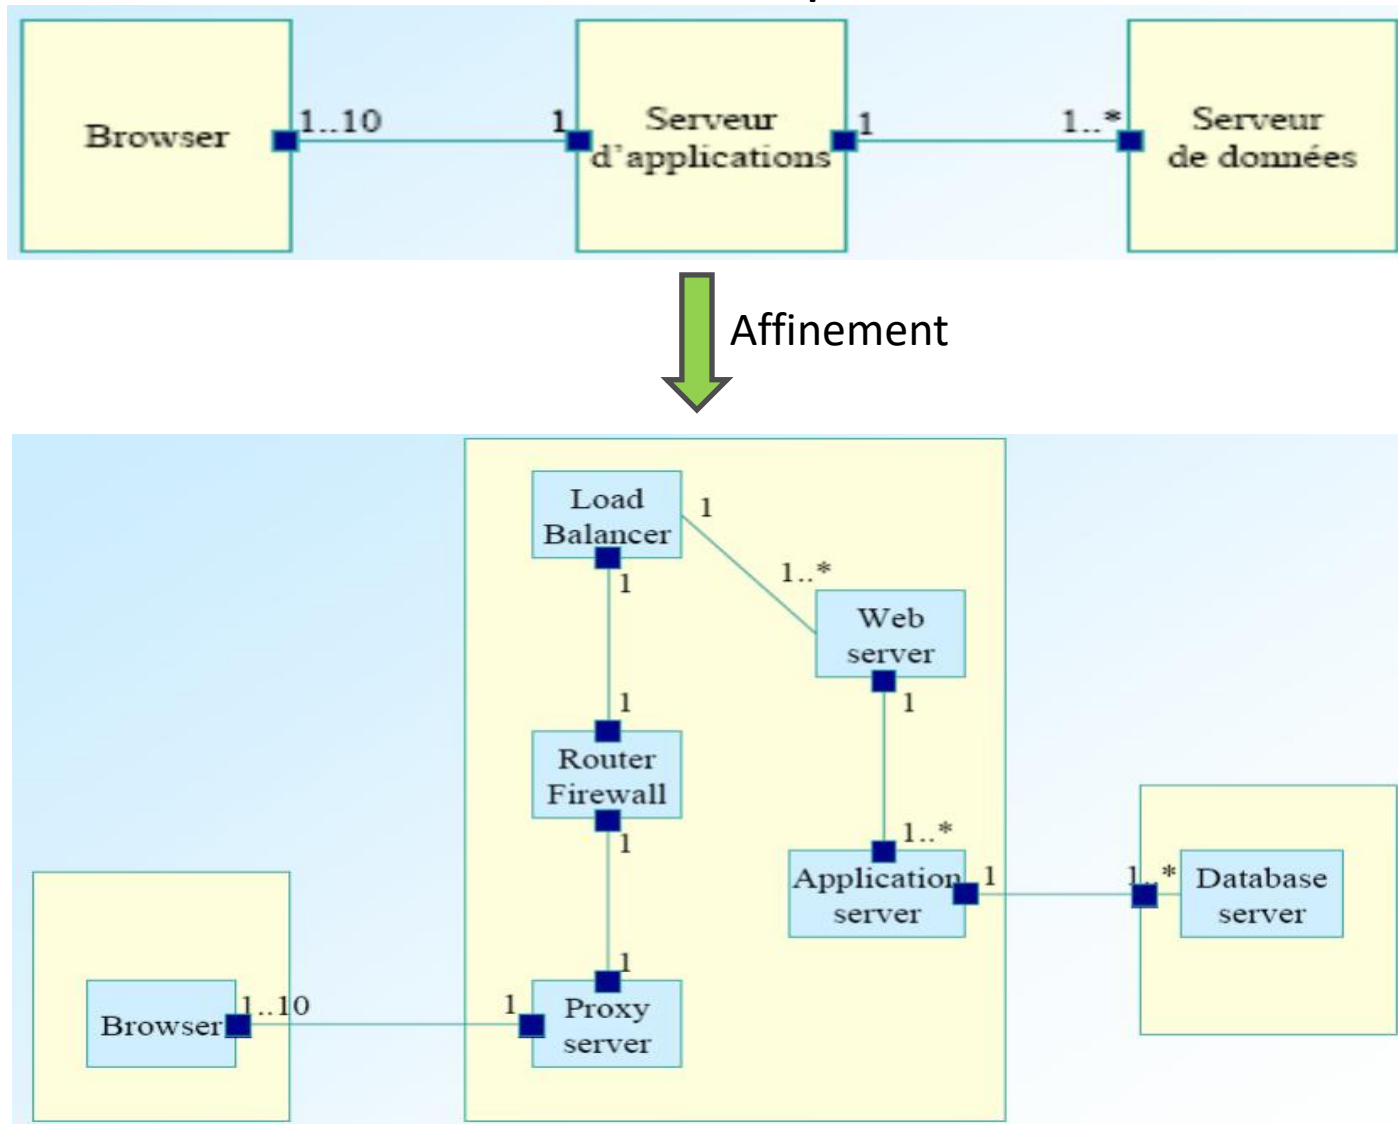 Browser
1..10
1
Serveur
d'applications
1
1..*
Serveur
de données
Affinement
Load
Balancer
1
1
1..*
Web
server
1
1
Router
Firewall
1
1..*
Application
server
1
1..*
Database
server
1
Browser
1..10
1
Proxy
server